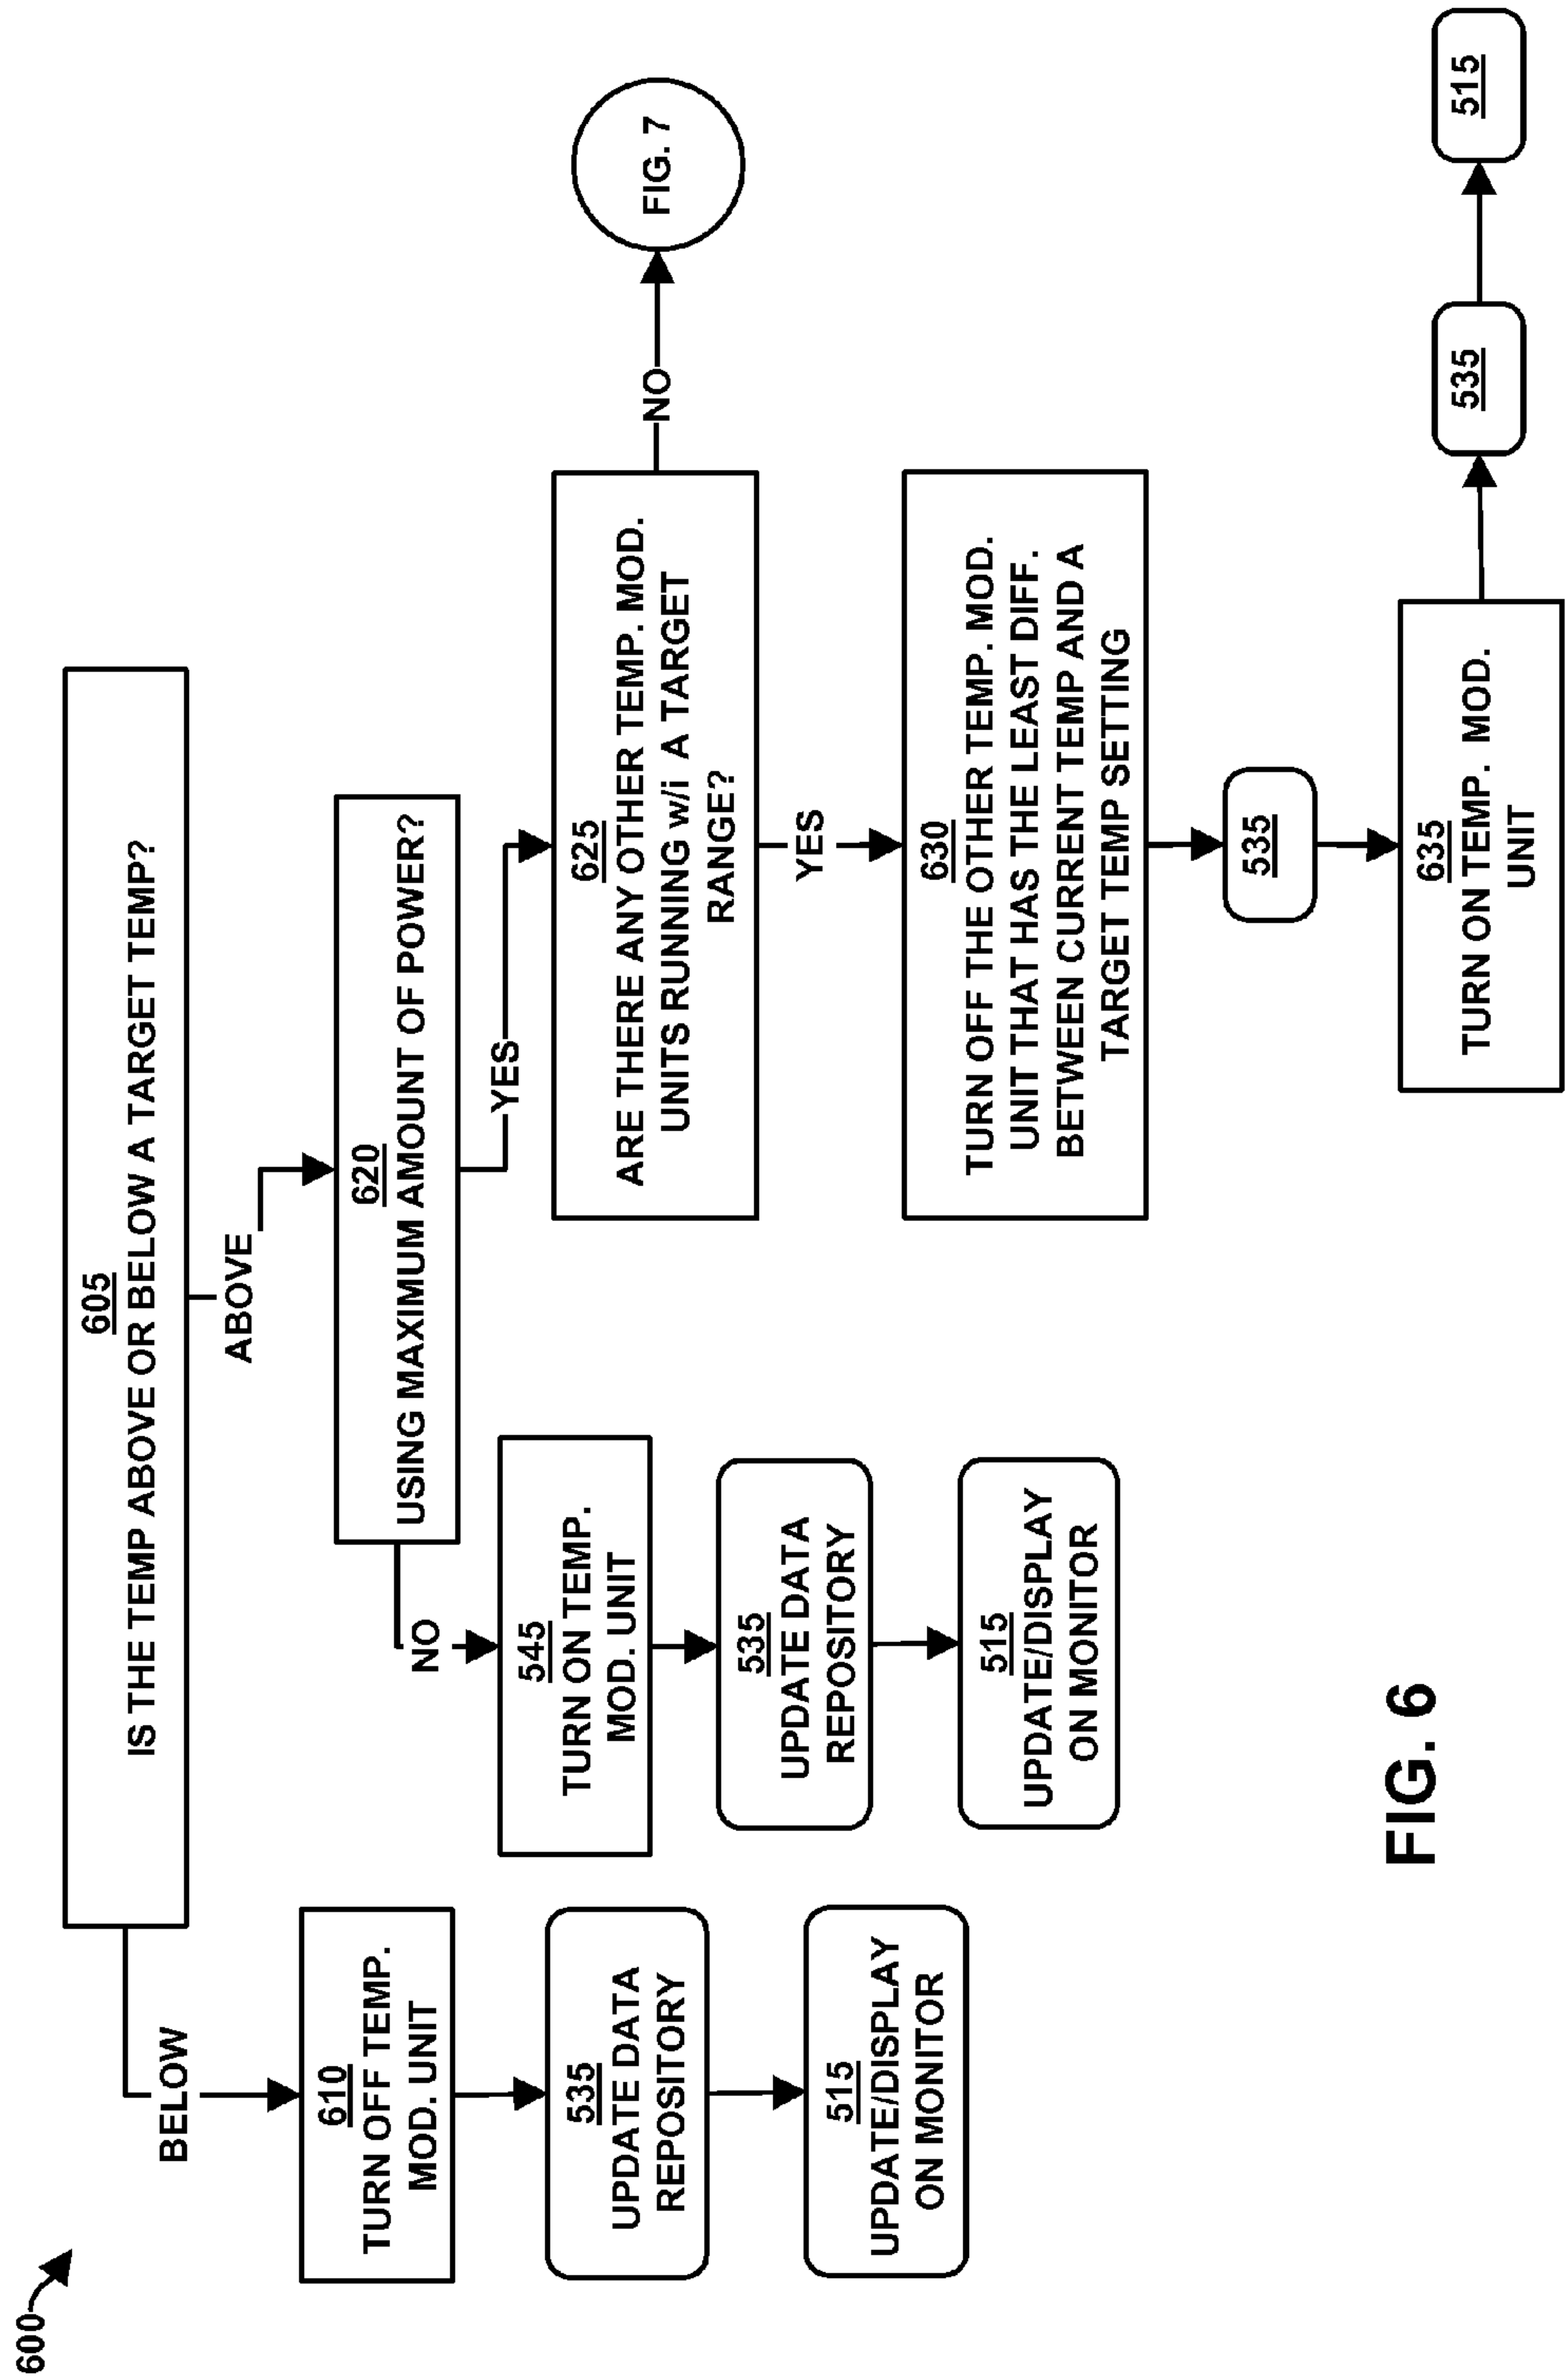 600
605
IS THE TEMP ABOVE OR BELOW A TARGET TEMP?
BELOW
ABOVE
610
TURN OFF TEMP.
MOD. UNIT
535
UPDATE DATA
REPOSITORY
515
UPDATE/DISPLAY
ON MONITOR
620
USING MAXIMUM AMOUNT OF POWER?
NO
YES
545
TURN ON TEMP.
MOD. UNIT
535
UPDATE DATA
REPOSITORY
515
UPDATE/DISPLAY
ON MONITOR
625
ARE THERE ANY OTHER TEMP. MOD.
UNITS RUNNING w/i A TARGET
RANGE?
NO
FIG. 7
YES
630
TURN OFF THE OTHER TEMP. MOD.
UNIT THAT HAS THE LEAST DIFF.
BETWEEN CURRENT TEMP AND A
TARGET TEMP SETTING
535
635
TURN ON TEMP. MOD.
UNIT
535
515
FIG. 6